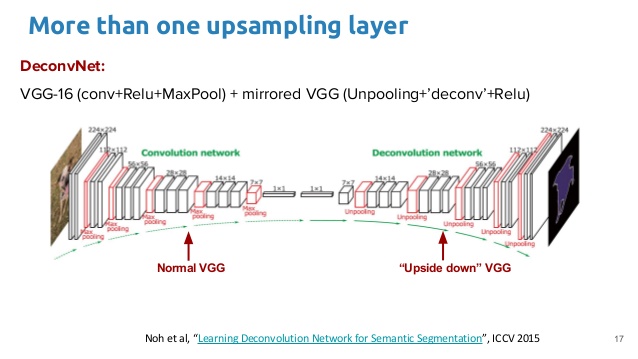 More than one upsampling layer
DeconvNet:
VGG-16 (conv+Relu+MaxPool) + mirrored VGG (Unpooling+’deconv’+Relu)
224×224
112×112
56×56
28×28
14×14
7×7
1×1
1×1
7×7
14×14
28×28
56×56
112×112
224×224
Convolution network
Deconvolution network
Max pooling
Max pooling
Max pooling
Max pooling
Max pooling
Unpooling
Unpooling
Unpooling
Unpooling
Unpooling
Normal VGG
“Upside down” VGG
Noh et al, “Learning Deconvolution Network for Semantic Segmentation”, ICCV 2015
17